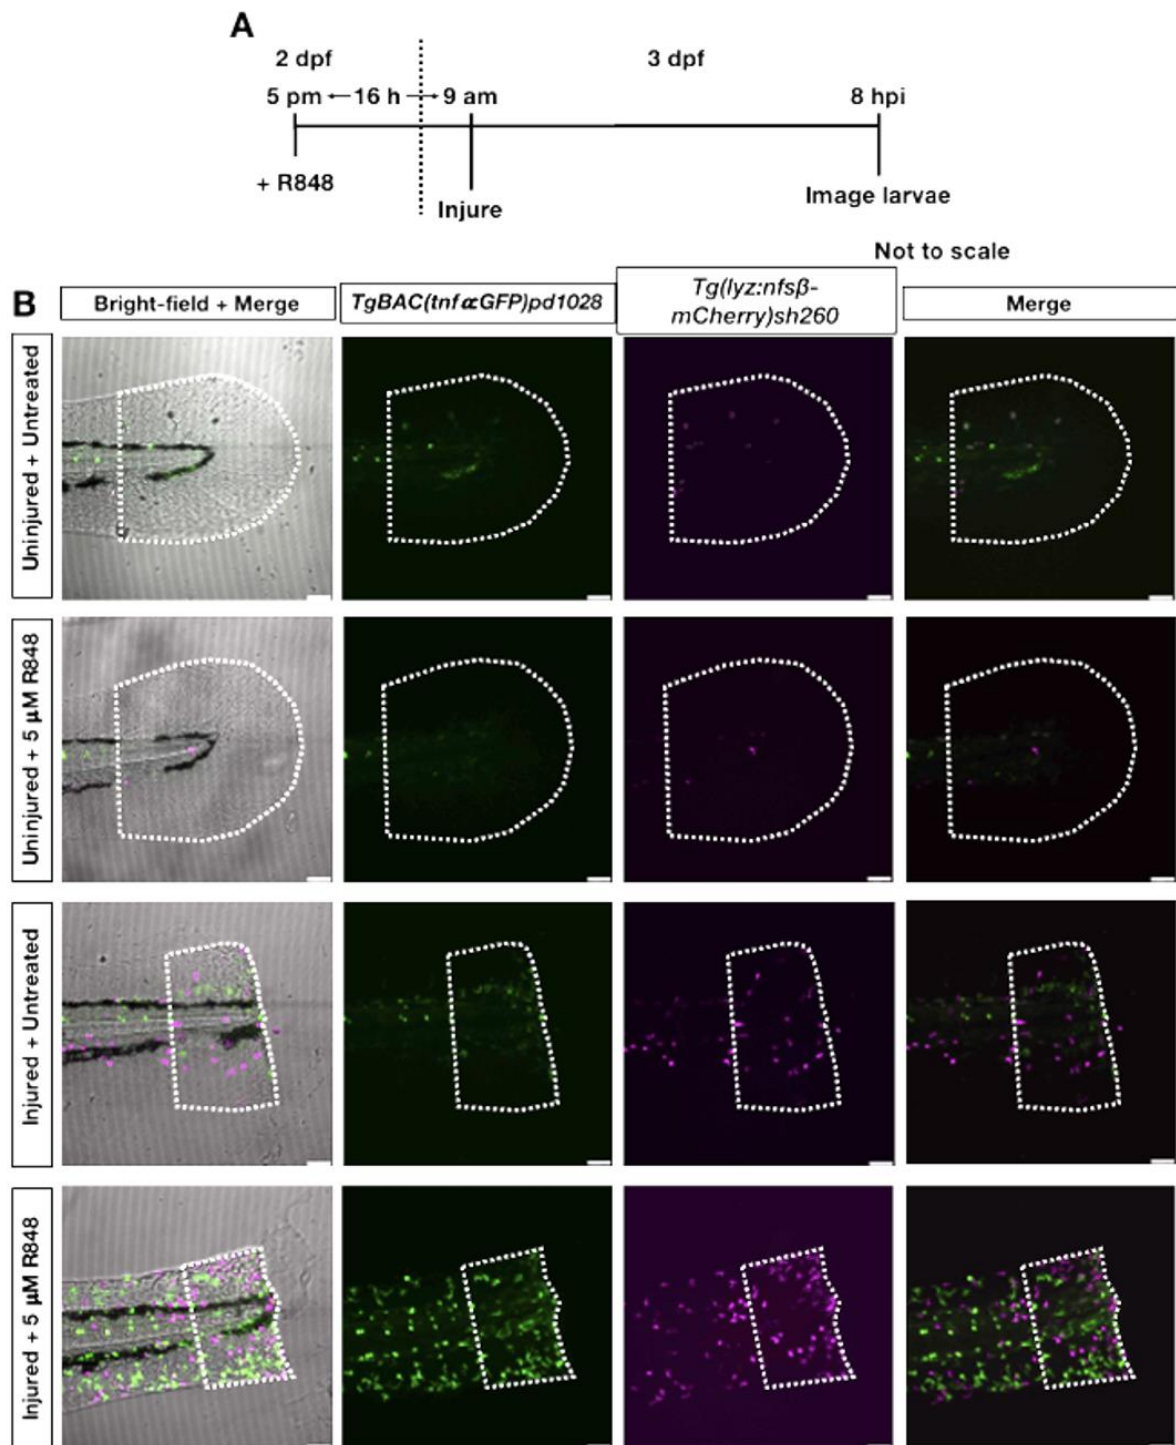 A
2 dpf
3 dpf
5 pm ←16 h→ 9 am
8 hpi
+ R848
Injure
Image larvae
Not to scale
B
Bright-field + Merge
TgBAC(tnfα:GFP)pd1028
Tg(lyz:nfsβ-
mCherry)sh260
Merge
Uninjured + Untreated
Uninjured + 5 µM R848
Injured + Untreated
Injured + 5 µM R848